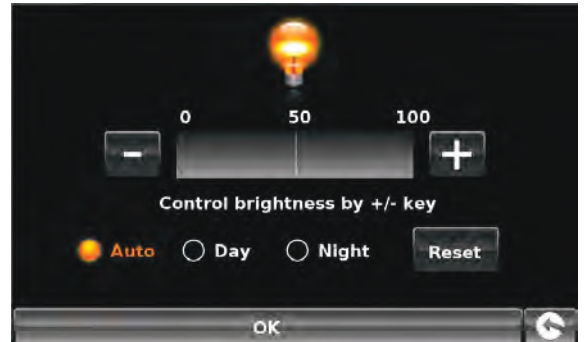 0 50 100
- +
Control brightness by +/- key
Auto Day Night Reset
OK